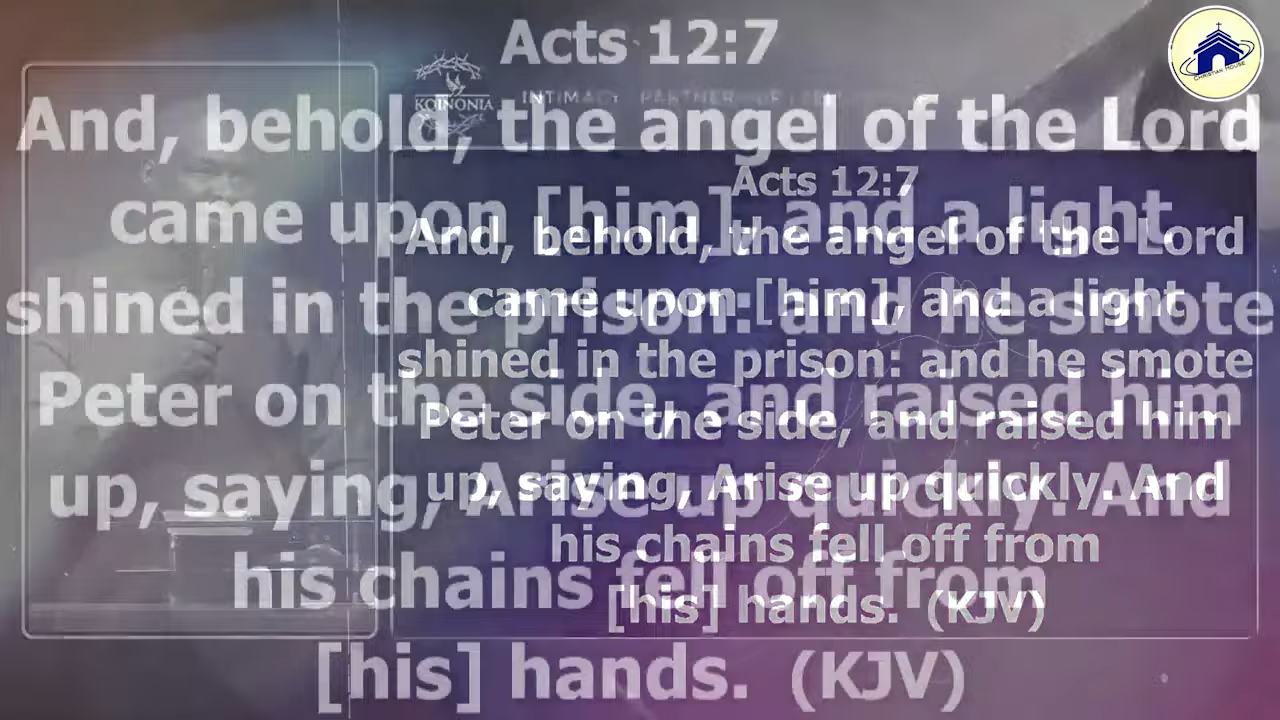 Acts 12:7
And, behold, the angel of the Lord
came upon [him], and a light
shined in the prison: and he smote
Peter on the side, and raised him
up, saying, Arise up quickly. And
his chains fell off from
[his] hands. (KJV)
KOINONIA
INTIMACY
Acts 12:7
And, behold, the angel of the Lord
came upon [him], and a light
shined in the prison: and he smote
Peter on the side, and raised him
up, saying, Arise up quickly. And
his chains fell off from
[his] hands. (KJV)
CHRISTIAN HOUSE